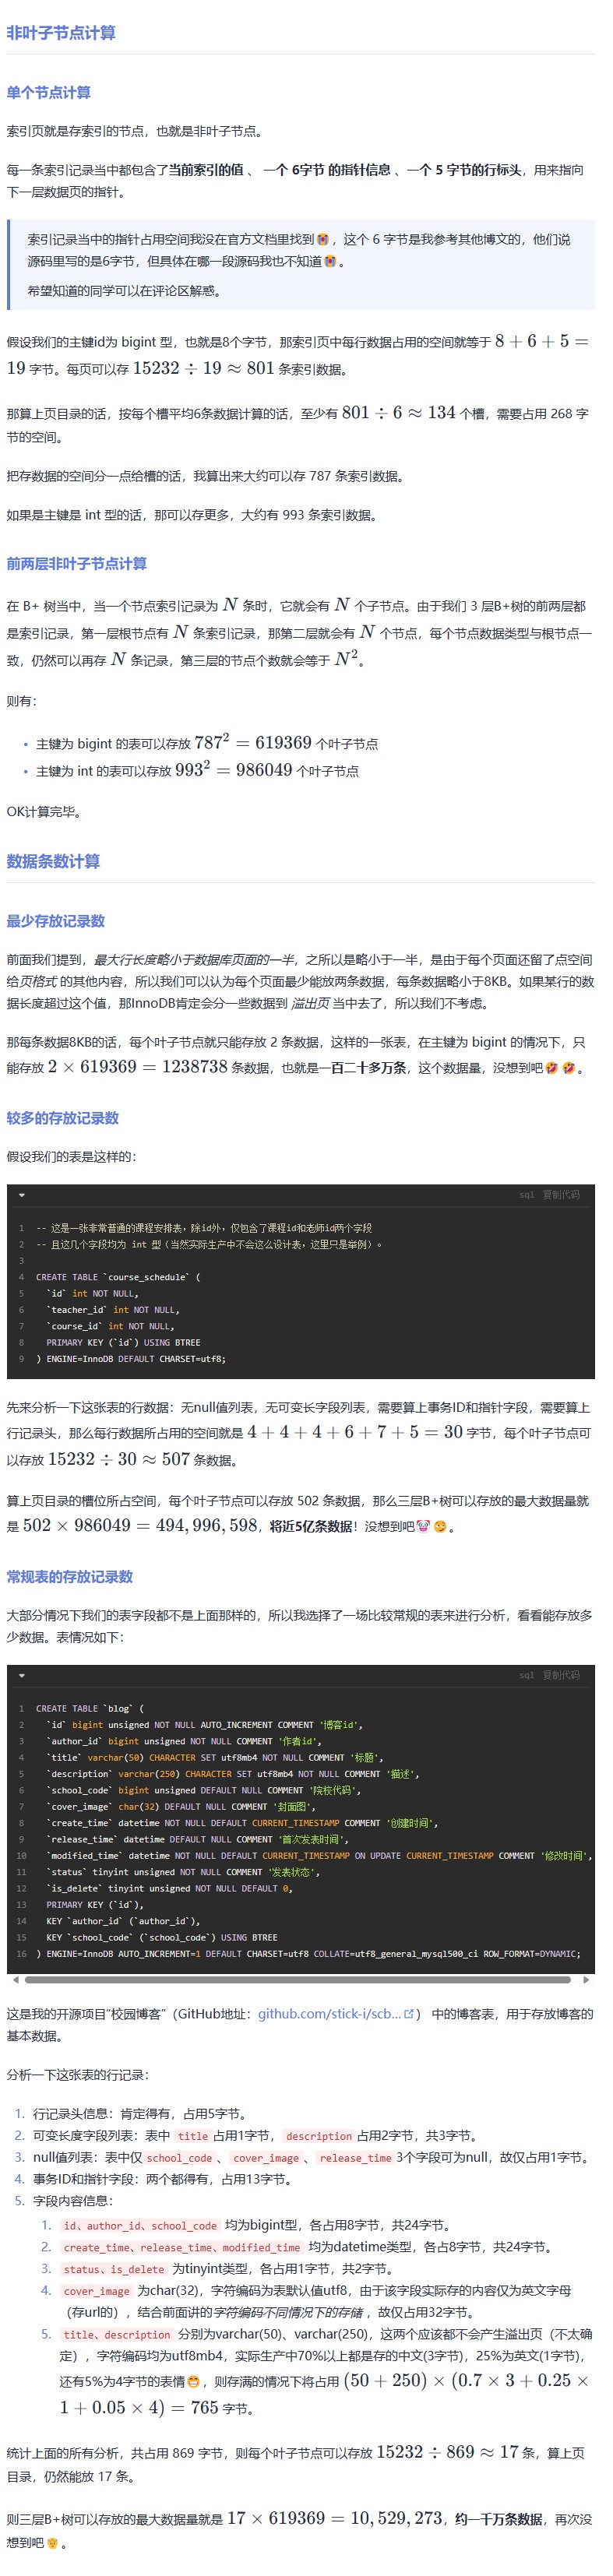 非叶子节点计算
单个节点计算
索引页就是存索引的节点，也就是非叶子节点。
每一条索引记录当中都包含了当前索引的值 、 一个 6字节 的指针信息 、一个 5 字节的行标头，用来指向
下一层数据页的指针。
索引记录当中的指针占用空间我没在官方文档里找到😭，这个 6 字节是我参考其他博文的，他们说
源码里写的是6字节，但具体在哪一段源码我也不知道😭。
希望知道的同学可以在评论区解惑。
假设我们的主键id为 bigint 型，也就是8个字节，那索引页中每行数据占用的空间就等于 8 + 6 + 5 =
19 字节。每页可以存 15232 ÷ 19 ≈ 801 条索引数据。
那算上页目录的话，按每个槽平均6条数据计算的话，至少有 801 ÷ 6 ≈ 134 个槽，需要占用 268 字
节的空间。
把存数据的空间分一点给槽的话，我算出来大约可以存 787 条索引数据。
如果是主键是 int 型的话，那可以存更多，大约有 993 条索引数据。
前两层非叶子节点计算
在 B+ 树当中，当一个节点索引记录为 N 条时，它就会有 N 个子节点。由于我们 3 层B+树的前两层都
是索引记录，第一层根节点有 N 条索引记录，那第二层就会有 N 个节点，每个节点数据类型与根节点一
致，仍然可以再存 N 条记录，第三层的节点个数就会等于 N²。
则有：
• 主键为 bigint 的表可以存放 787² = 619369 个叶子节点
• 主键为 int 的表可以存放 993² = 986049 个叶子节点
OK计算完毕。
数据条数计算
最少存放记录数
前面我们提到，最大行长度略小于数据库页面的一半，之所以是略小于一半，是由于每个页面还留了点空间
给页格式 的其他内容，所以我们可以认为每个页面最少能放两条数据，每条数据略小于8KB。如果某行的数
据长度超过这个值，那InnoDB肯定会分一些数据到 溢出页 当中去了，所以我们不考虑。
那每条数据8KB的话，每个叶子节点就只能存放 2 条数据，这样的一张表，在主键为 bigint 的情况下，只
能存放 2 × 619369 = 1238738 条数据，也就是一百二十多万条，这个数据量，没想到吧🤣🤣。
较多的存放记录数
假设我们的表是这样的：
sql 复制代码
1 -- 这是一张非常普通的课程安排表，除id外，仅包含了课程id和老师id两个字段
2 -- 且这几个字段均为 int 型（当然实际生产中不会这么设计表，这里只是举例）。
3
4 CREATE TABLE `course_schedule` (
5 `id` int NOT NULL,
6 `teacher_id` int NOT NULL,
7 `course_id` int NOT NULL,
8 PRIMARY KEY (`id`) USING BTREE
9 ) ENGINE=InnoDB DEFAULT CHARSET=utf8;
先来分析一下这张表的行数据：无null值列表，无可变长字段列表，需要算上事务ID和指针字段，需要算上
行记录头，那么每行数据所占用的空间就是 4 + 4 + 4 + 6 + 7 + 5 = 30 字节，每个叶子节点可
以存放 15232 ÷ 30 ≈ 507 条数据。
算上页目录的槽位所占空间，每个叶子节点可以存放 502 条数据，那么三层B+树可以存放的最大数据量就
是 502 × 986049 = 494,996,598，将近5亿条数据！没想到吧🤡😏。
常规表的存放记录数
大部分情况下我们的表字段都不是上面那样的，所以我选择了一场比较常规的表来进行分析，看看能存放多
少数据。表情况如下：
sql 复制代码
1 CREATE TABLE `blog` (
2 `id` bigint unsigned NOT NULL AUTO_INCREMENT COMMENT '博客id',
3 `author_id` bigint unsigned NOT NULL COMMENT '作者id',
4 `title` varchar(50) CHARACTER SET utf8mb4 NOT NULL COMMENT '标题',
5 `description` varchar(250) CHARACTER SET utf8mb4 NOT NULL COMMENT '描述',
6 `school_code` bigint unsigned DEFAULT NULL COMMENT '院校代码',
7 `cover_image` char(32) DEFAULT NULL COMMENT '封面图',
8 `create_time` datetime NOT NULL DEFAULT CURRENT_TIMESTAMP COMMENT '创建时间',
9 `release_time` datetime DEFAULT NULL COMMENT '首次发表时间',
10 `modified_time` datetime NOT NULL DEFAULT CURRENT_TIMESTAMP ON UPDATE CURRENT_TIMESTAMP COMMENT '修改时间',
11 `status` tinyint unsigned NOT NULL COMMENT '发表状态',
12 `is_delete` tinyint unsigned NOT NULL DEFAULT 0,
13 PRIMARY KEY (`id`),
14 KEY `author_id` (`author_id`),
15 KEY `school_code` (`school_code`) USING BTREE
16 ) ENGINE=InnoDB AUTO_INCREMENT=1 DEFAULT CHARSET=utf8 COLLATE=utf8_general_mysql500_ci ROW_FORMAT=DYNAMIC;
这是我的开源项目“校园博客”（GitHub地址：github.com/stick-i/scb...） 中的博客表，用于存放博客的
基本数据。
分析一下这张表的行记录：
1. 行记录头信息：肯定得有，占用5字节。
2. 可变长度字段列表：表中 title 占用1字节，description 占用2字节，共3字节。
3. null值列表：表中仅 school_code 、 cover_image 、 release_time 3个字段可为null，故仅占用1字节。
4. 事务ID和指针字段：两个都得有，占用13字节。
5. 字段内容信息：
1. id、author_id、school_code 均为bigint型，各占用8字节，共24字节。
2. create_time、release_time、modified_time 均为datetime类型，各占8字节，共24字节。
3. status、is_delete 为tinyint类型，各占用1字节，共2字节。
4. cover_image 为char(32)，字符编码为表默认值utf8，由于该字段实际存的内容仅为英文字母
（存url的），结合前面讲的字符编码不同情况下的存储 ，故仅占用32字节。
5. title、description 分别为varchar(50)、varchar(250)，这两个应该都不会产生溢出页（不太确
定），字符编码均为utf8mb4，实际生产中70%以上都是存的中文(3字节)，25%为英文(1字节)，
还有5%为4字节的表情😁，则存满的情况下将占用 (50 + 250) × (0.7 × 3 + 0.25 ×
1 + 0.05 × 4) = 765 字节。
统计上面的所有分析，共占用 869 字节，则每个叶子节点可以存放 15232 ÷ 869 ≈ 17 条，算上页
目录，仍然能放 17 条。
则三层B+树可以存放的最大数据量就是 17 × 619369 = 10,529,273，约一千万条数据，再次没
想到吧👴。